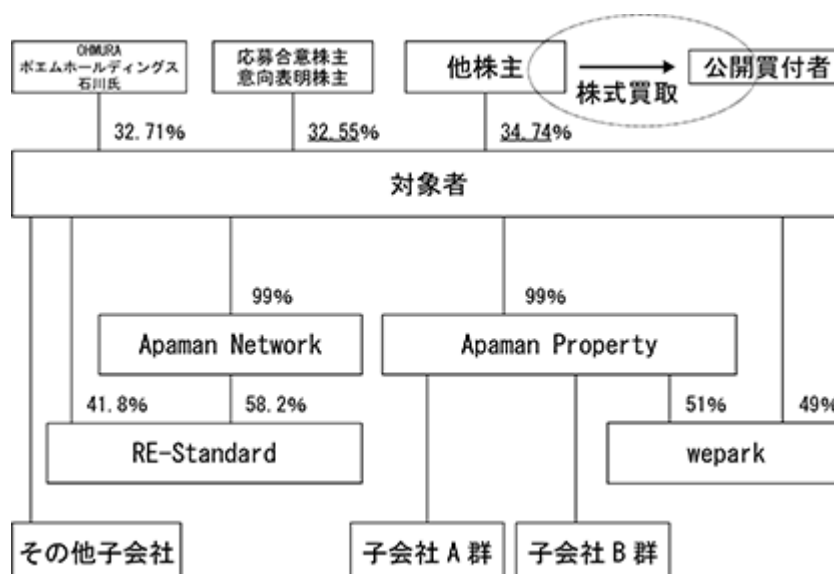 OHMURA
ポエムホールディングス
石川氏
応募合意株主
意向表明株主
他株主
株式買取
公開買付者
32.71%
32.55%
34.74%
対象者
99%
99%
Apaman Network
Apaman Property
41.8%
58.2%
51%
49%
RE-Standard
wepark
その他子会社
子会社A群
子会社B群